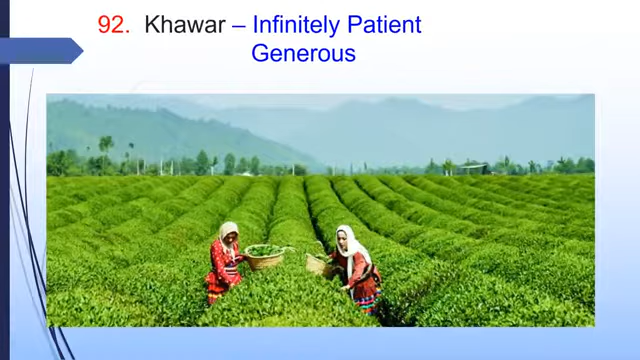 92. Khawar – Infinitely Patient
Generous